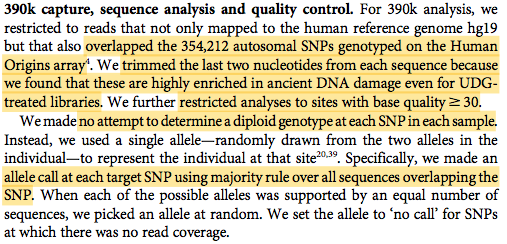 390k capture, sequence analysis and quality control. For 390k analysis, we
restricted to reads that not only mapped to the human reference genome hg19
but that also overlapped the 354,212 autosomal SNPs genotyped on the Human
Origins array⁴. We trimmed the last two nucleotides from each sequence because
we found that these are highly enriched in ancient DNA damage even for UDG-
treated libraries. We further restricted analyses to sites with base quality ≥ 30.
We made no attempt to determine a diploid genotype at each SNP in each sample.
Instead, we used a single allele—randomly drawn from the two alleles in the
individual—to represent the individual at that site²⁰,³⁹. Specifically, we made an
allele call at each target SNP using majority rule over all sequences overlapping the
SNP. When each of the possible alleles was supported by an equal number of
sequences, we picked an allele at random. We set the allele to ‘no call’ for SNPs
at which there was no read coverage.